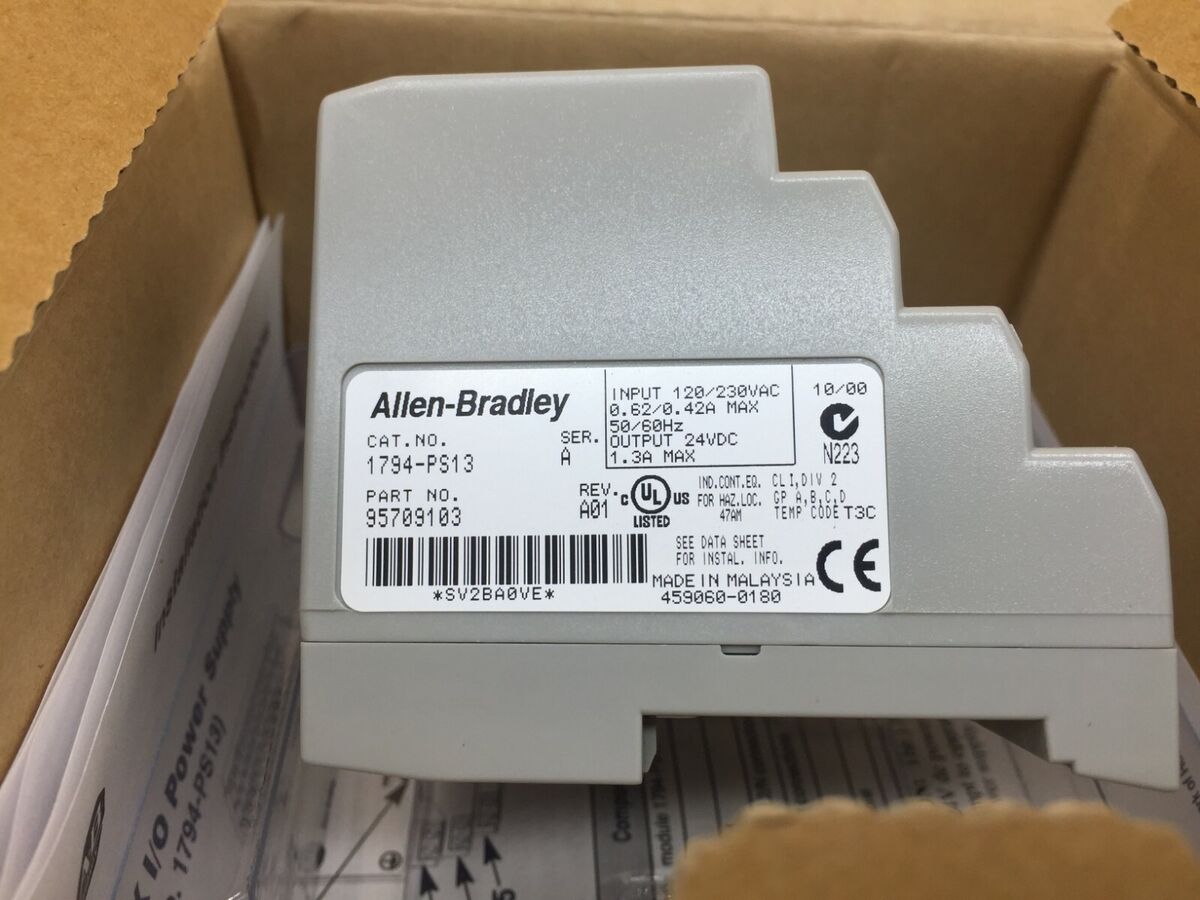 Allen-Bradley
CAT.NO.
1794-PS13
SER.
A
PART NO.
95709103
REV.
A01
*SV2BA0VE*
INPUT 120/230VAC
0.62/0.42A MAX
50/60Hz
OUTPUT 24VDC
1.3A MAX
10/00
N223
C UL US
LISTED
IND.CONT.EQ.
FOR HAZ.LOC.
47AM
CL I,DIV 2
GP A,B,C,D
TEMP CODE T3C
SEE DATA SHEET
FOR INSTAL. INFO.
MADE IN MALAYSIA
459060-0180
CE
I/O Power Supply
1794-PS13)